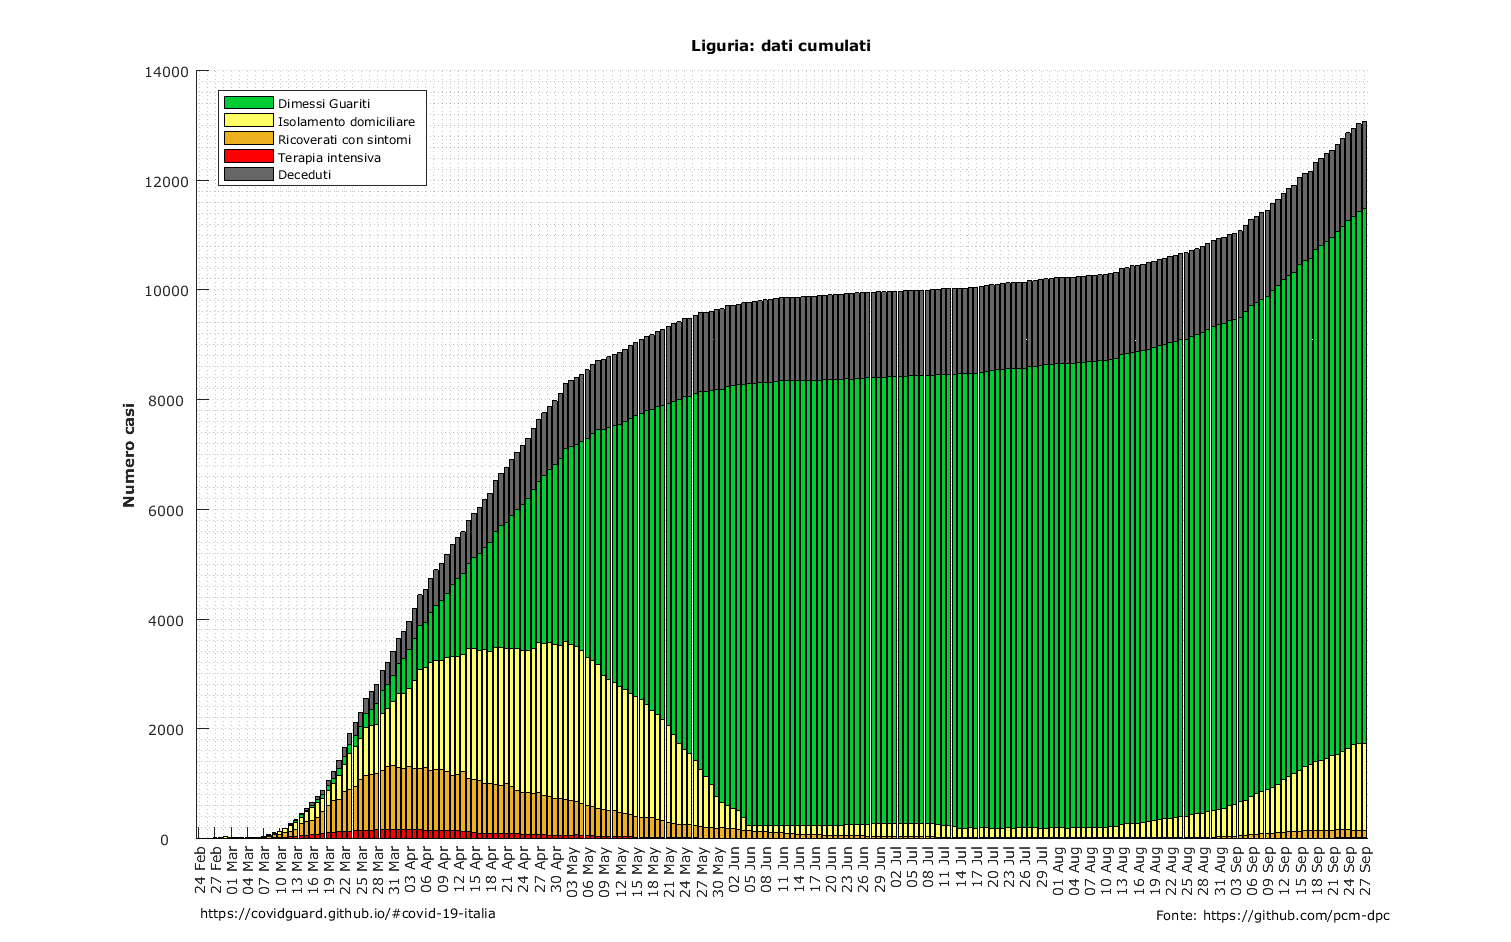 Liguria: dati cumulati
14000
12000
10000
8000
6000
4000
2000
0
Numero casi
Dimessi Guariti
Isolamento domiciliare
Ricoverati con sintomi
Terapia intensiva
Deceduti
24 Feb
27 Feb
01 Mar
04 Mar
07 Mar
10 Mar
13 Mar
16 Mar
19 Mar
22 Mar
25 Mar
28 Mar
31 Mar
03 Apr
06 Apr
09 Apr
12 Apr
15 Apr
18 Apr
21 Apr
24 Apr
27 Apr
30 Apr
03 May
06 May
09 May
12 May
15 May
18 May
21 May
24 May
27 May
30 May
02 Jun
05 Jun
08 Jun
11 Jun
14 Jun
17 Jun
20 Jun
23 Jun
26 Jun
29 Jun
02 Jul
05 Jul
08 Jul
11 Jul
14 Jul
17 Jul
20 Jul
23 Jul
26 Jul
29 Jul
01 Aug
04 Aug
07 Aug
10 Aug
13 Aug
16 Aug
19 Aug
22 Aug
25 Aug
28 Aug
31 Aug
03 Sep
06 Sep
09 Sep
12 Sep
15 Sep
18 Sep
21 Sep
24 Sep
27 Sep
https://covidguard.github.io/#covid-19-italia
Fonte: https://github.com/pcm-dpc